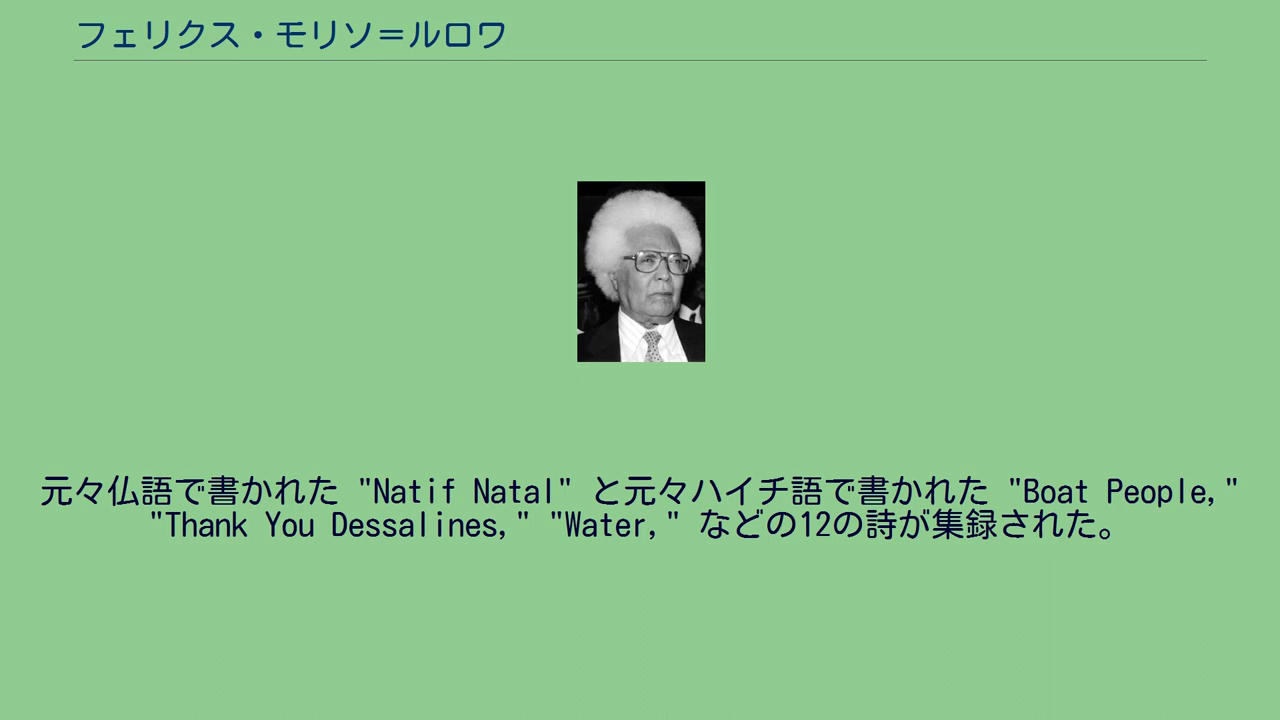 フェリクス・モリソ＝ルロワ
元々仏語で書かれた "Natif Natal" と元々ハイチ語で書かれた "Boat People,"
"Thank You Dessalines," "Water," などの12の詩が集録された。